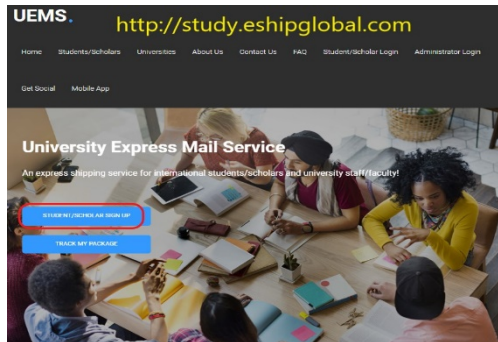 UEMS.
http://study.eshipglobal.com
Home Students/Scholars Universities About Us Contact Us FAQ Student/Scholar Login Administrator Login
Get Social Mobile App
University Express Mail Service
An express shipping service for international students/scholars and university staff/faculty!
STUDENT/SCHOLAR SIGN UP
TRACK MY PACKAGE